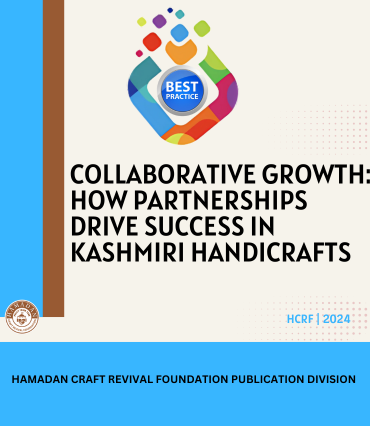 BEST
PRACTICE
COLLABORATIVE GROWTH:
HOW PARTNERSHIPS
DRIVE SUCCESS IN
KASHMIRI HANDICRAFTS
HAMADAN
HCRF | 2024
HAMADAN CRAFT REVIVAL FOUNDATION PUBLICATION DIVISION